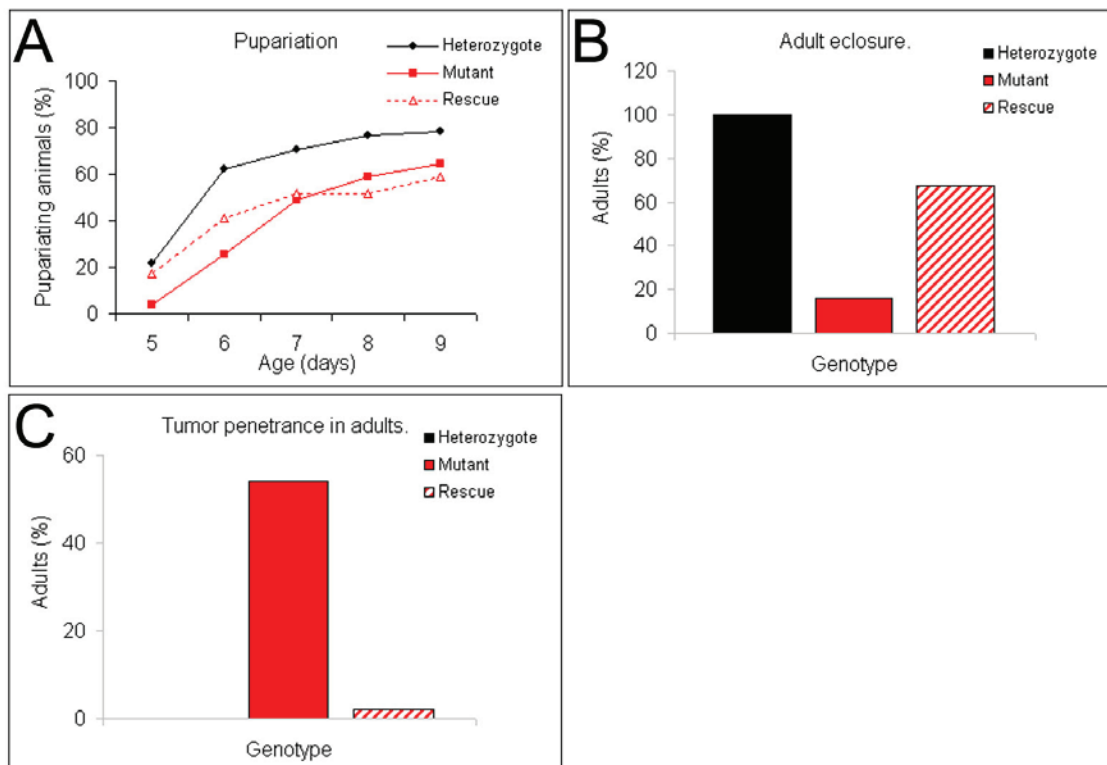 A
Pupariation
Heterozygote
Mutant
Rescue
Pupariating animals (%)
100
80
60
40
20
0
5 6 7 8 9
Age (days)
B
Adult eclosure.
Heterozygote
Mutant
Rescue
Adults (%)
120
100
80
60
40
20
0
Genotype
C
Tumor penetrance in adults.
Heterozygote
Mutant
Rescue
Adults (%)
60
40
20
0
Genotype